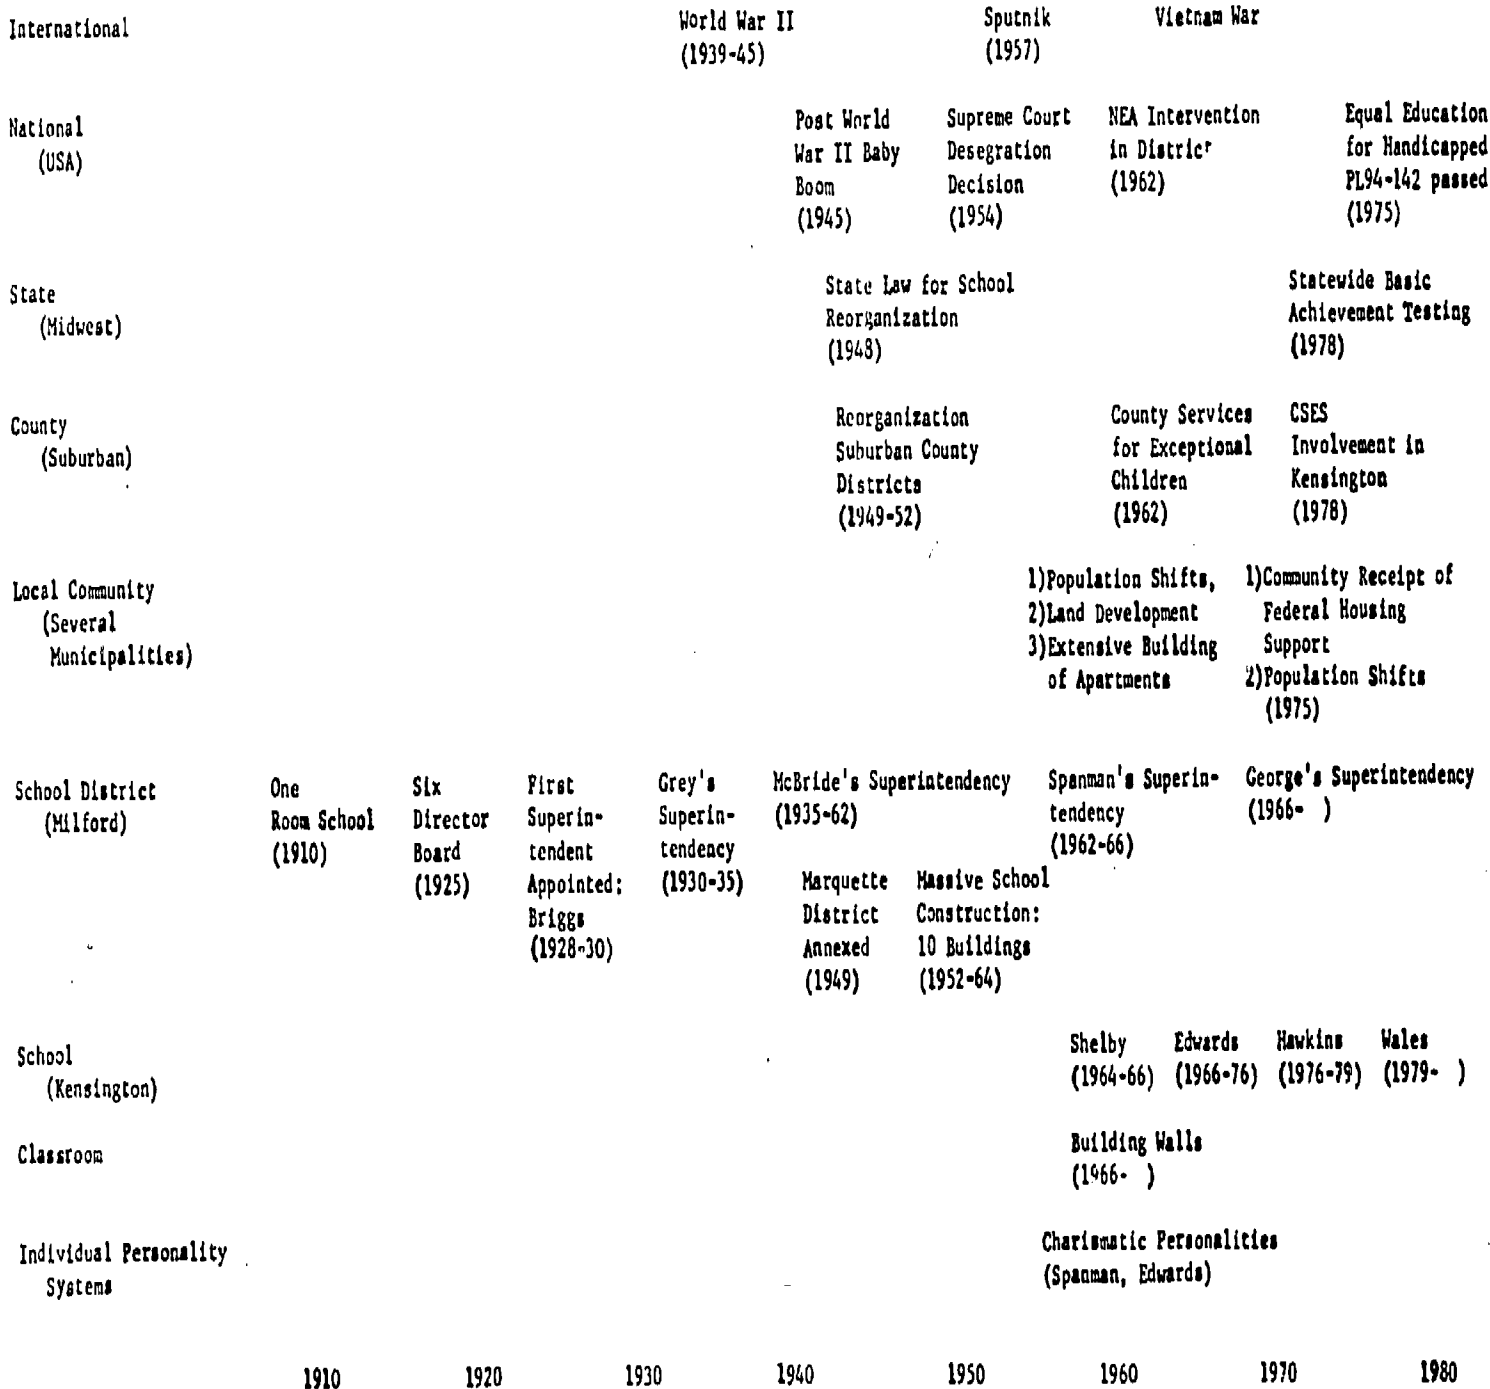 International
World War II
(1939-45)
Sputnik
(1957)
Vietnam War
National
(USA)
Post World
War II Baby
Boom
(1945)
Supreme Court
Desegration
Decision
(1954)
NEA Intervention
in District
(1962)
Equal Education
for Handicapped
PL94-142 passed
(1975)
State
(Midwest)
State Law for School
Reorganization
(1948)
Statewide Basic
Achievement Testing
(1978)
County
(Suburban)
Reorganization
Suburban County
Districts
(1949-52)
County Services
for Exceptional
Children
(1962)
CSES
Involvement in
Kensington
(1978)
Local Community
(Several
Municipalities)
1)Population Shifts,
2)Land Development
3)Extensive Building
of Apartments
1)Community Receipt of
Federal Housing
Support
2)Population Shifts
(1975)
School District
(Milford)
One
Room School
(1910)
Six
Director
Board
(1925)
First
Superin-
tendent
Appointed:
Briggs
(1928-30)
Grey's
Superin-
tendency
(1930-35)
McBride's Superintendency
(1935-62)
Marquette
District
Annexed
(1949)
Massive School
Construction:
10 Buildings
(1952-64)
Spanman's Superin-
tendency
(1962-66)
George's Superintendency
(1966- )
School
(Kensington)
Shelby
(1964-66)
Edwards
(1966-76)
Hawkins
(1976-79)
Wales
(1979- )
Classroom
Building Walls
(1966- )
Individual Personality
Systems
Charismatic Personalities
(Spanman, Edwards)
1910 1920 1930 1940 1950 1960 1970 1980